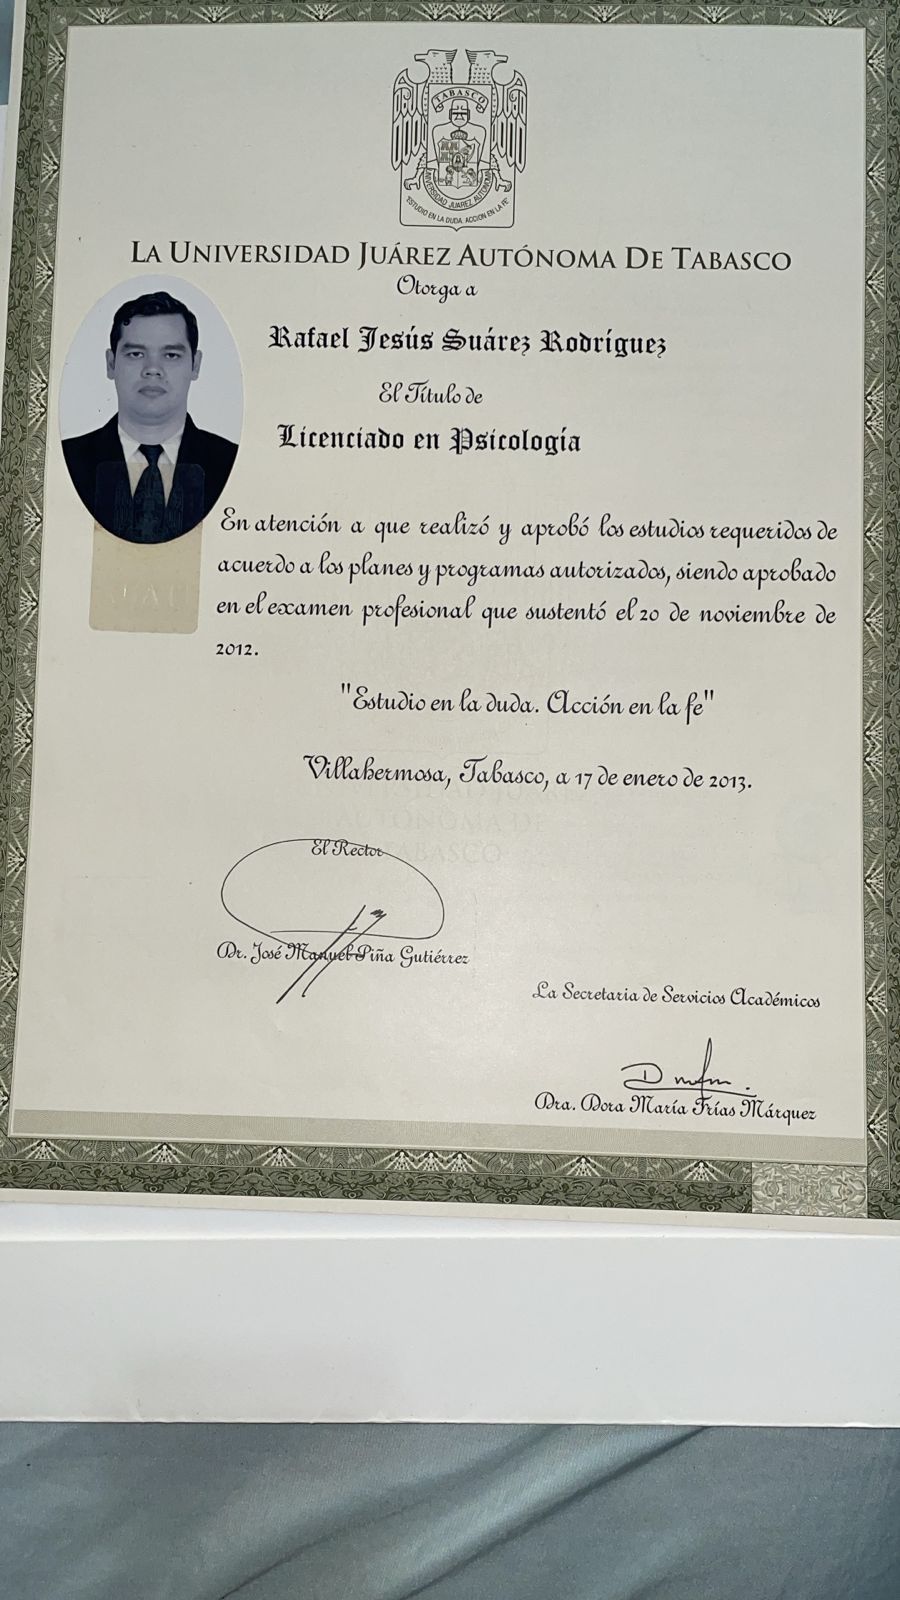 TABASCO
UNIVERSIDAD JUAREZ AUTONOMA
"ESTUDIO EN LA DUDA. ACCION EN LA FE"
LA UNIVERSIDAD JUÁREZ AUTÓNOMA DE TABASCO
Otorga a
Rafael Jesús Suárez Rodríguez
El Título de
Licenciado en Psicología
En atención a que realizó y aprobó los estudios requeridos de
acuerdo a los planes y programas autorizados, siendo aprobado
en el examen profesional que sustentó el 20 de noviembre de
2012.
"Estudio en la duda. Acción en la fe"
Villahermosa, Tabasco, a 17 de enero de 2013.
JUÁREZ
AUTÓNOMA DE
TABASCO
El Rector
Dr. José Manuel Piña Gutiérrez
La Secretaria de Servicios Académicos
Dra. Dora María Frías Márquez